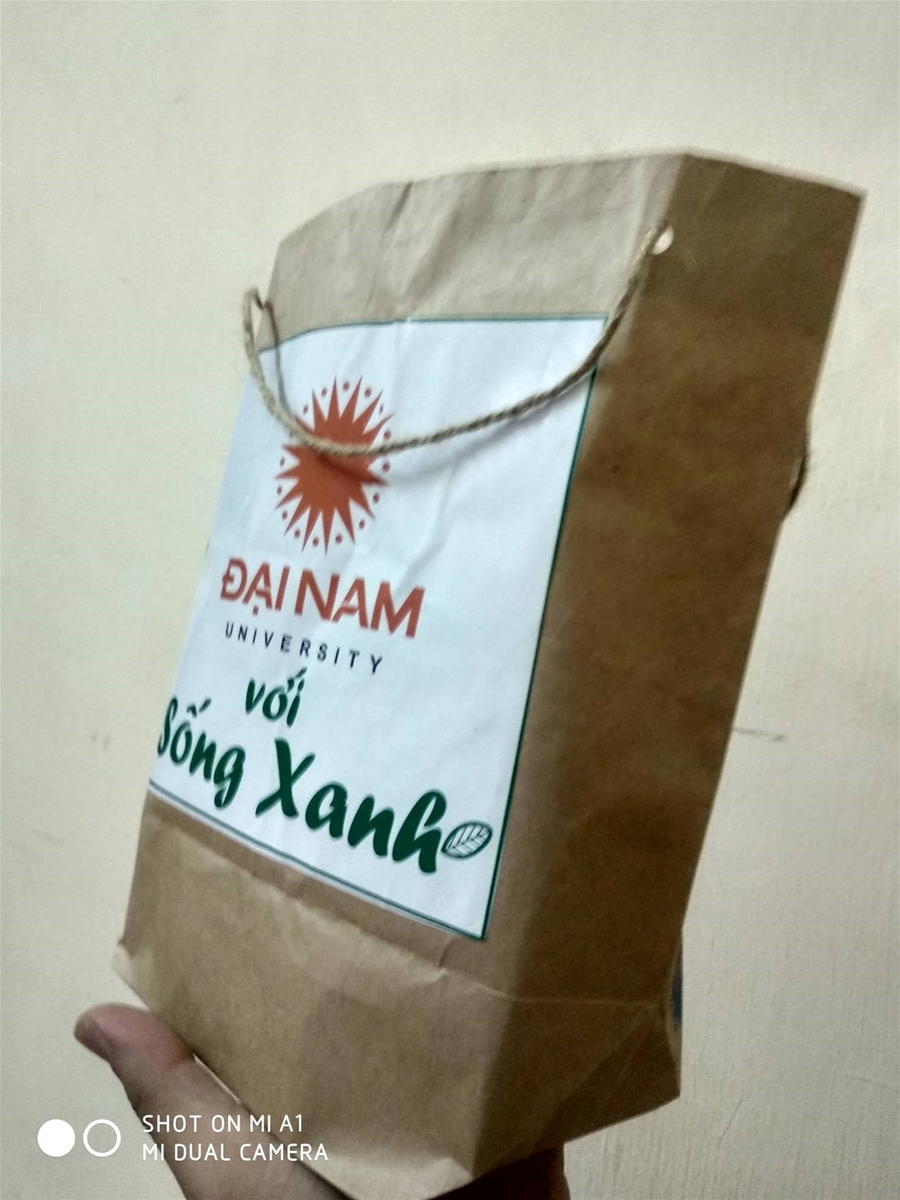 ĐẠI NAM
UNIVERSITY
với
Sống Xanh
SHOT ON MI A1
MI DUAL CAMERA